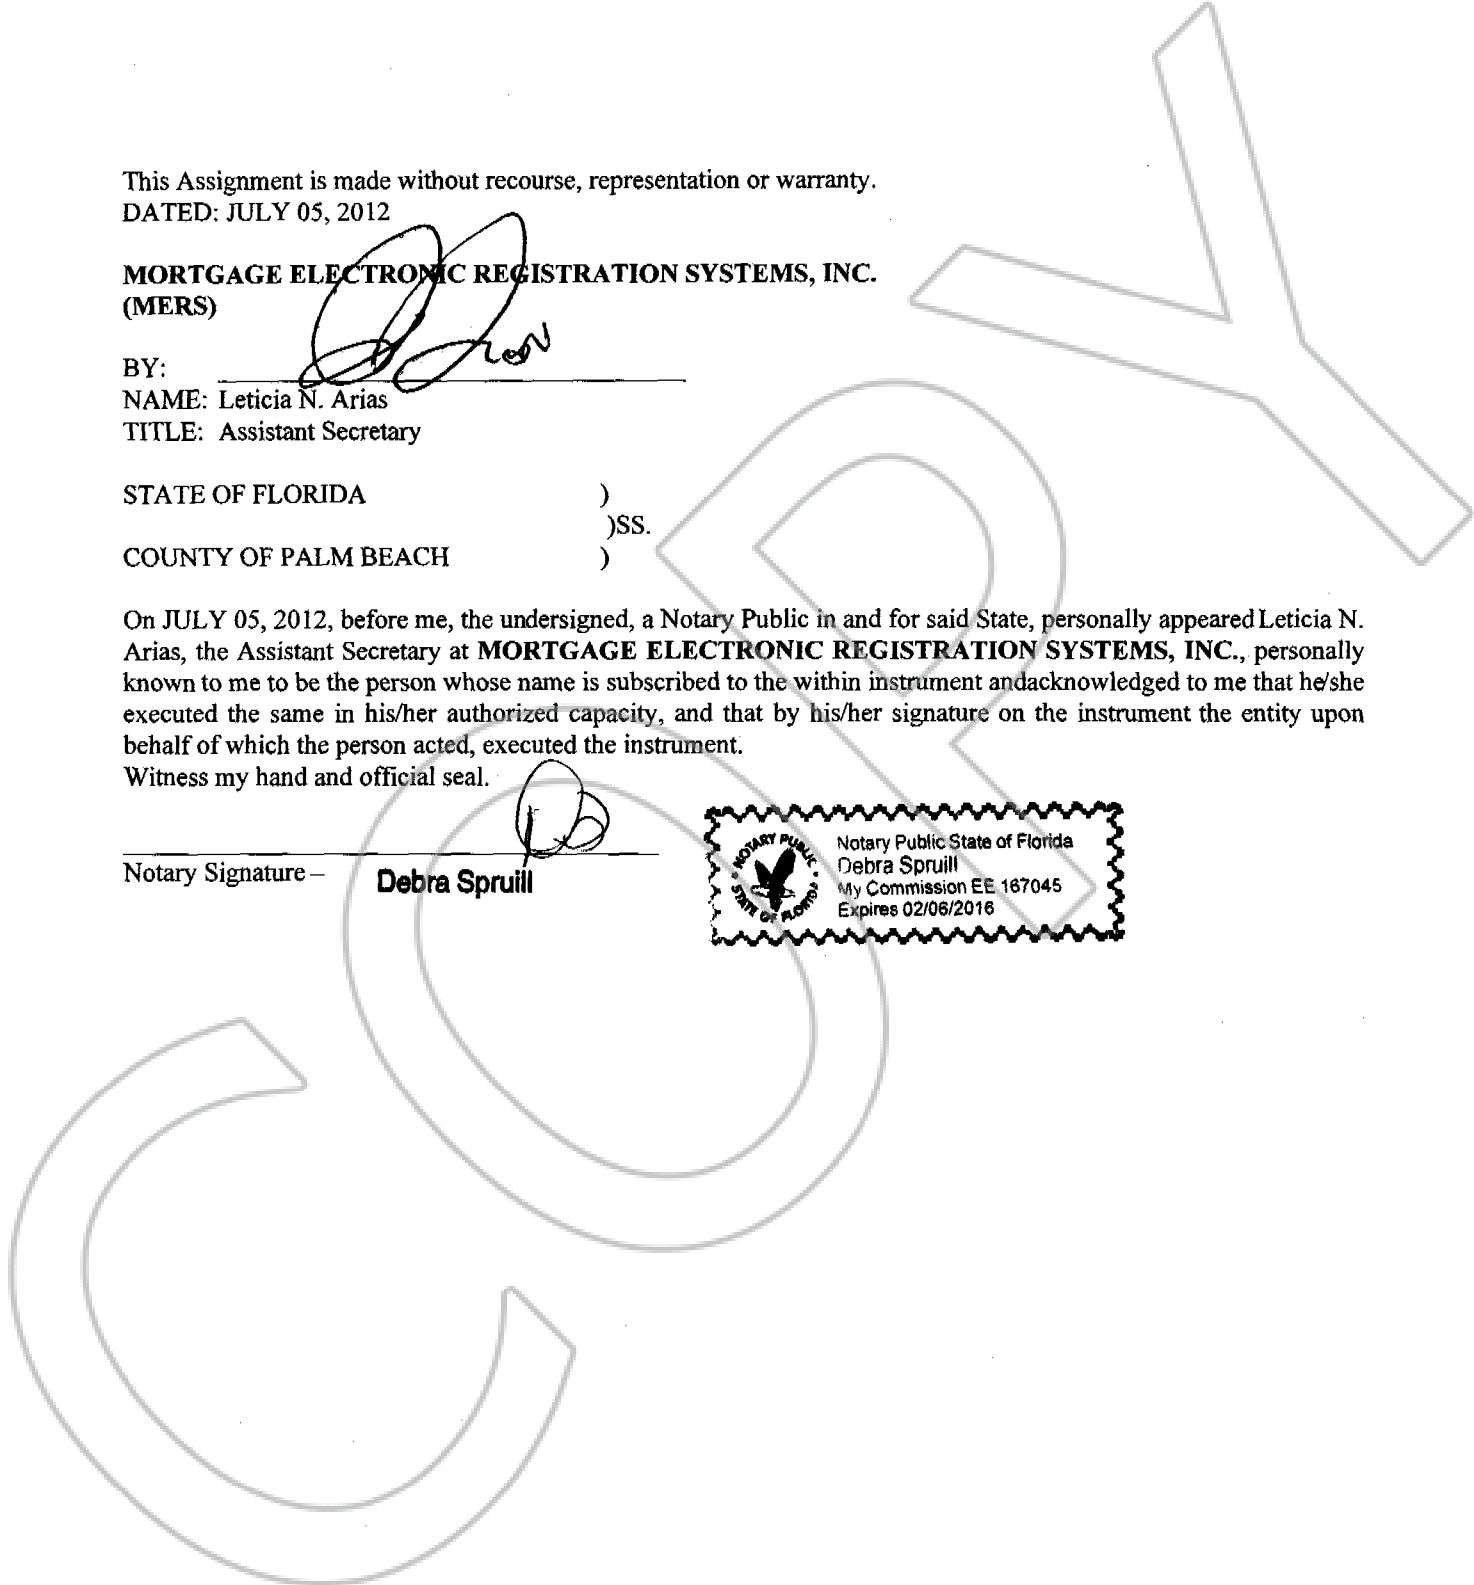 This Assignment is made without recourse, representation or warranty.
DATED: JULY 05, 2012
MORTGAGE ELECTRONIC REGISTRATION SYSTEMS, INC.
(MERS)
BY:
NAME: Leticia N. Arias
TITLE: Assistant Secretary
STATE OF FLORIDA )
)SS.
COUNTY OF PALM BEACH )
On JULY 05, 2012, before me, the undersigned, a Notary Public in and for said State, personally appeared Leticia N.
Arias, the Assistant Secretary at MORTGAGE ELECTRONIC REGISTRATION SYSTEMS, INC., personally
known to me to be the person whose name is subscribed to the within instrument andacknowledged to me that he/she
executed the same in his/her authorized capacity, and that by his/her signature on the instrument the entity upon
behalf of which the person acted, executed the instrument.
Witness my hand and official seal.
Notary Signature –
Debra Spruill
NOTARY PUBLIC
STATE OF FLORIDA
Notary Public State of Florida
Debra Spruill
My Commission EE 167045
Expires 02/06/2016
COPY